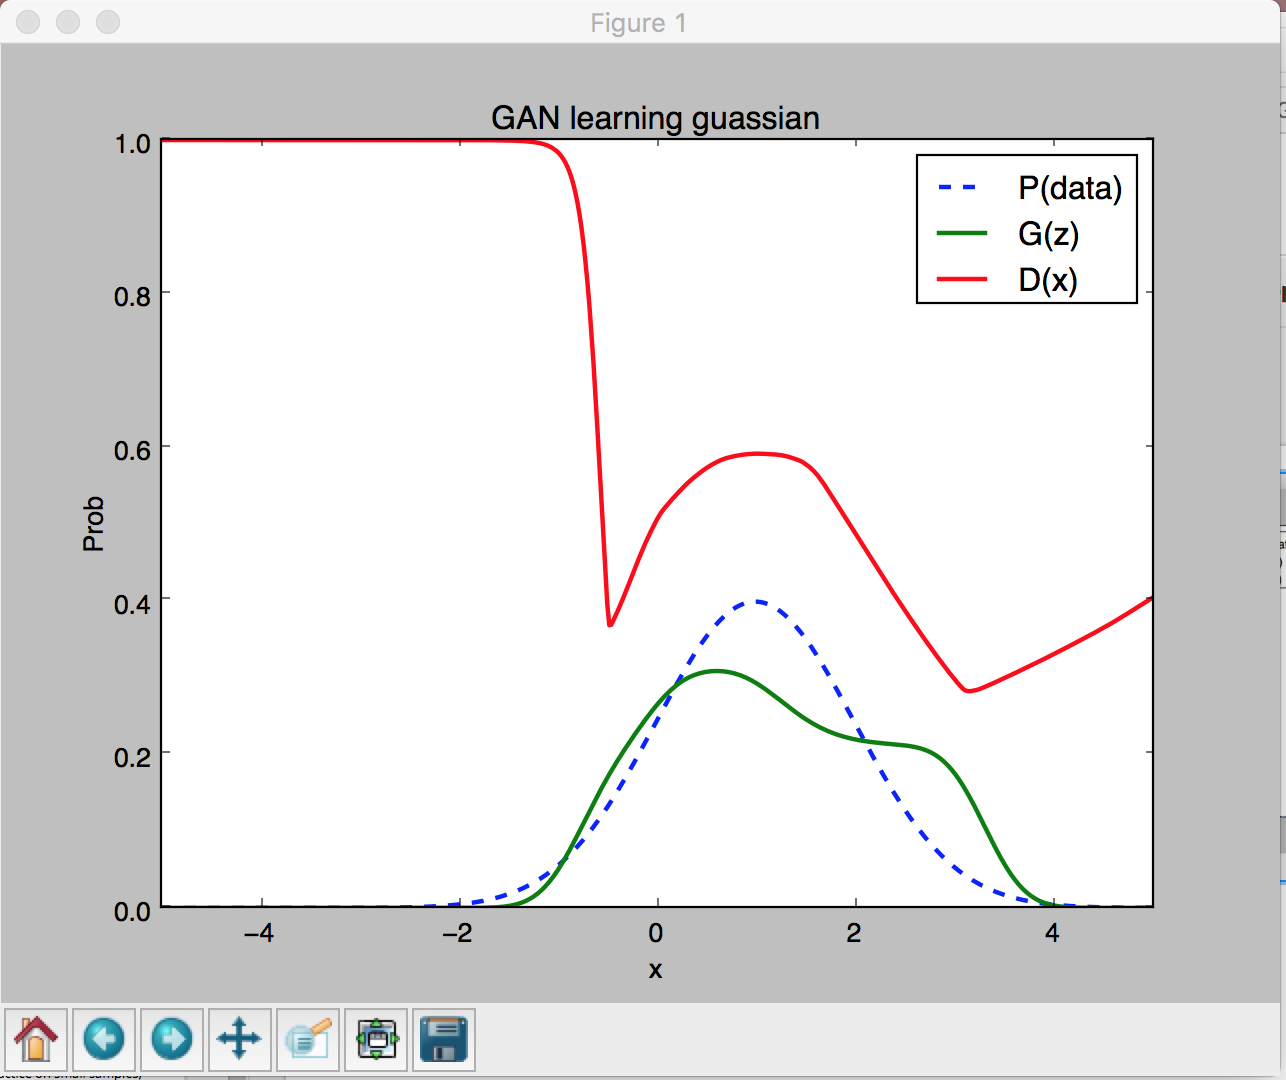 Figure 1
GAN learning guassian
1.0
0.8
0.6
0.4
0.2
0.0
Prob
P(data)
G(z)
D(x)
−4
−2
0
2
4
x